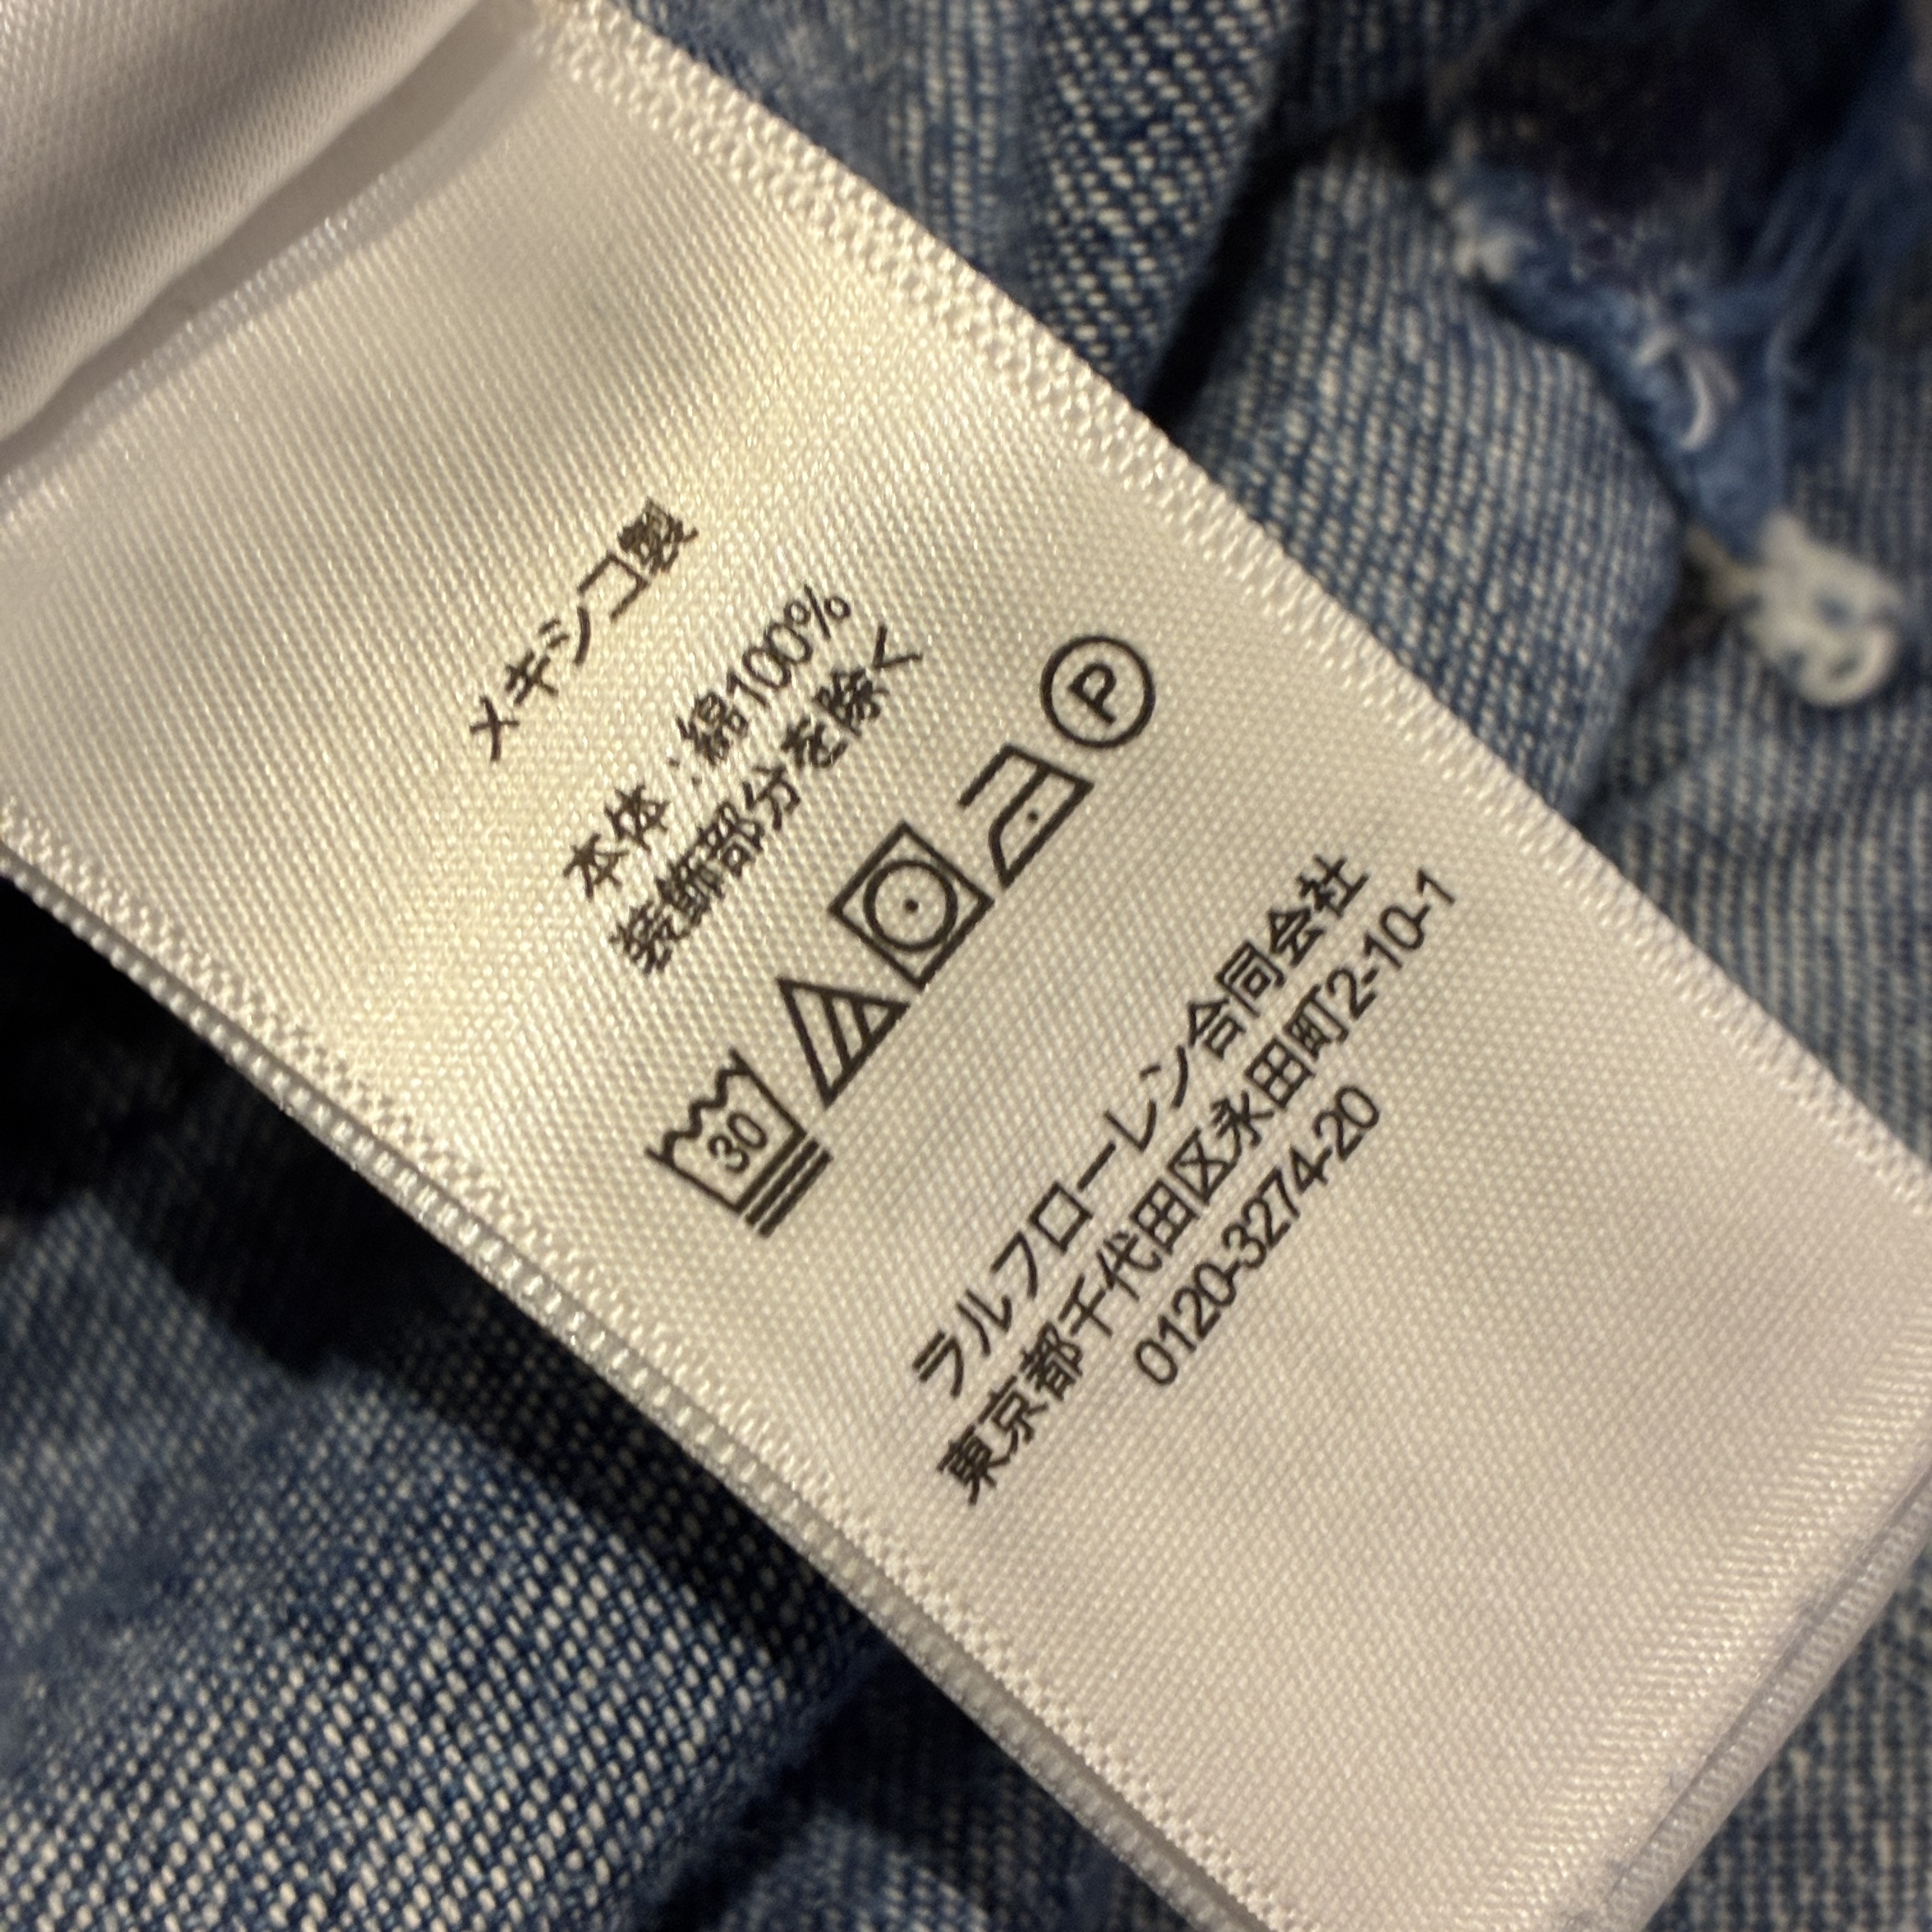 メキシコ製
本体:綿100%
装飾部分を除く
30
P
ラルフローレン合同会社
東京都千代田区永田町2-10-1
0120-3274-20